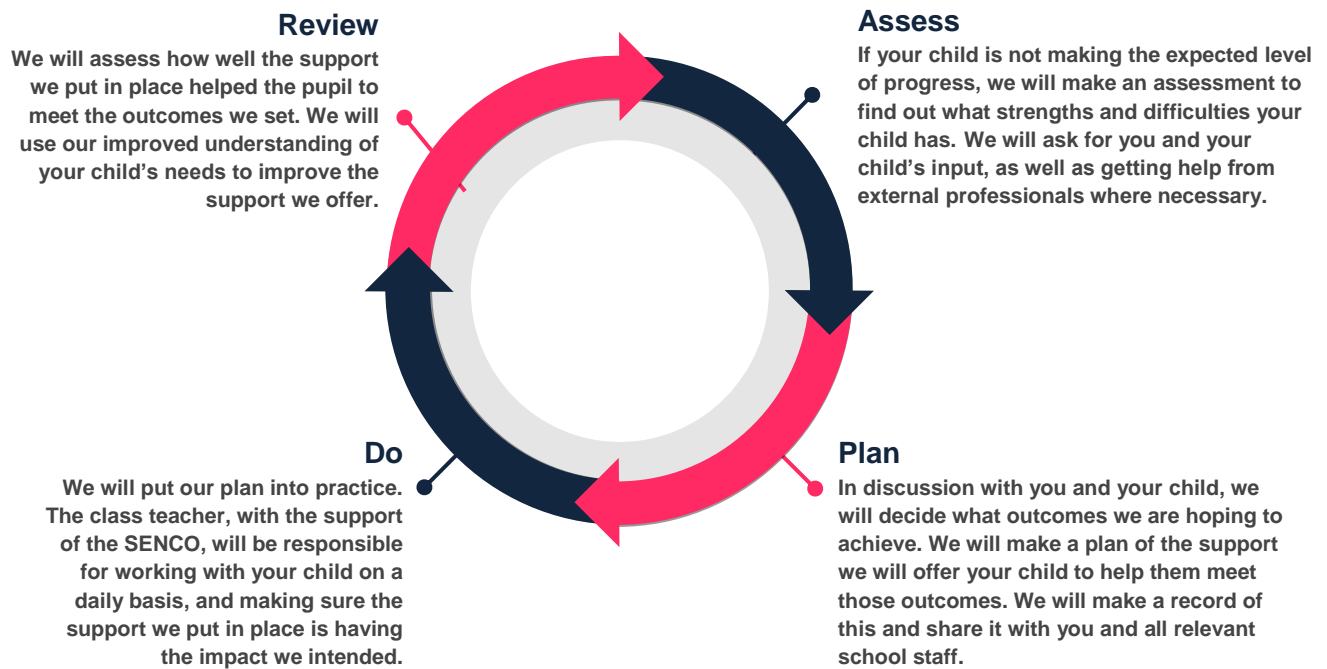 Review
We will assess how well the support
we put in place helped the pupil to
meet the outcomes we set. We will
use our improved understanding of
your child’s needs to improve the
support we offer.
Assess
If your child is not making the expected level
of progress, we will make an assessment to
find out what strengths and difficulties your
child has. We will ask for you and your
child’s input, as well as getting help from
external professionals where necessary.
Do
We will put our plan into practice.
The class teacher, with the support
of the SENCO, will be responsible
for working with your child on a
daily basis, and making sure the
support we put in place is having
the impact we intended.
Plan
In discussion with you and your child, we
will decide what outcomes we are hoping to
achieve. We will make a plan of the support
we will offer your child to help them meet
those outcomes. We will make a record of
this and share it with you and all relevant
school staff.